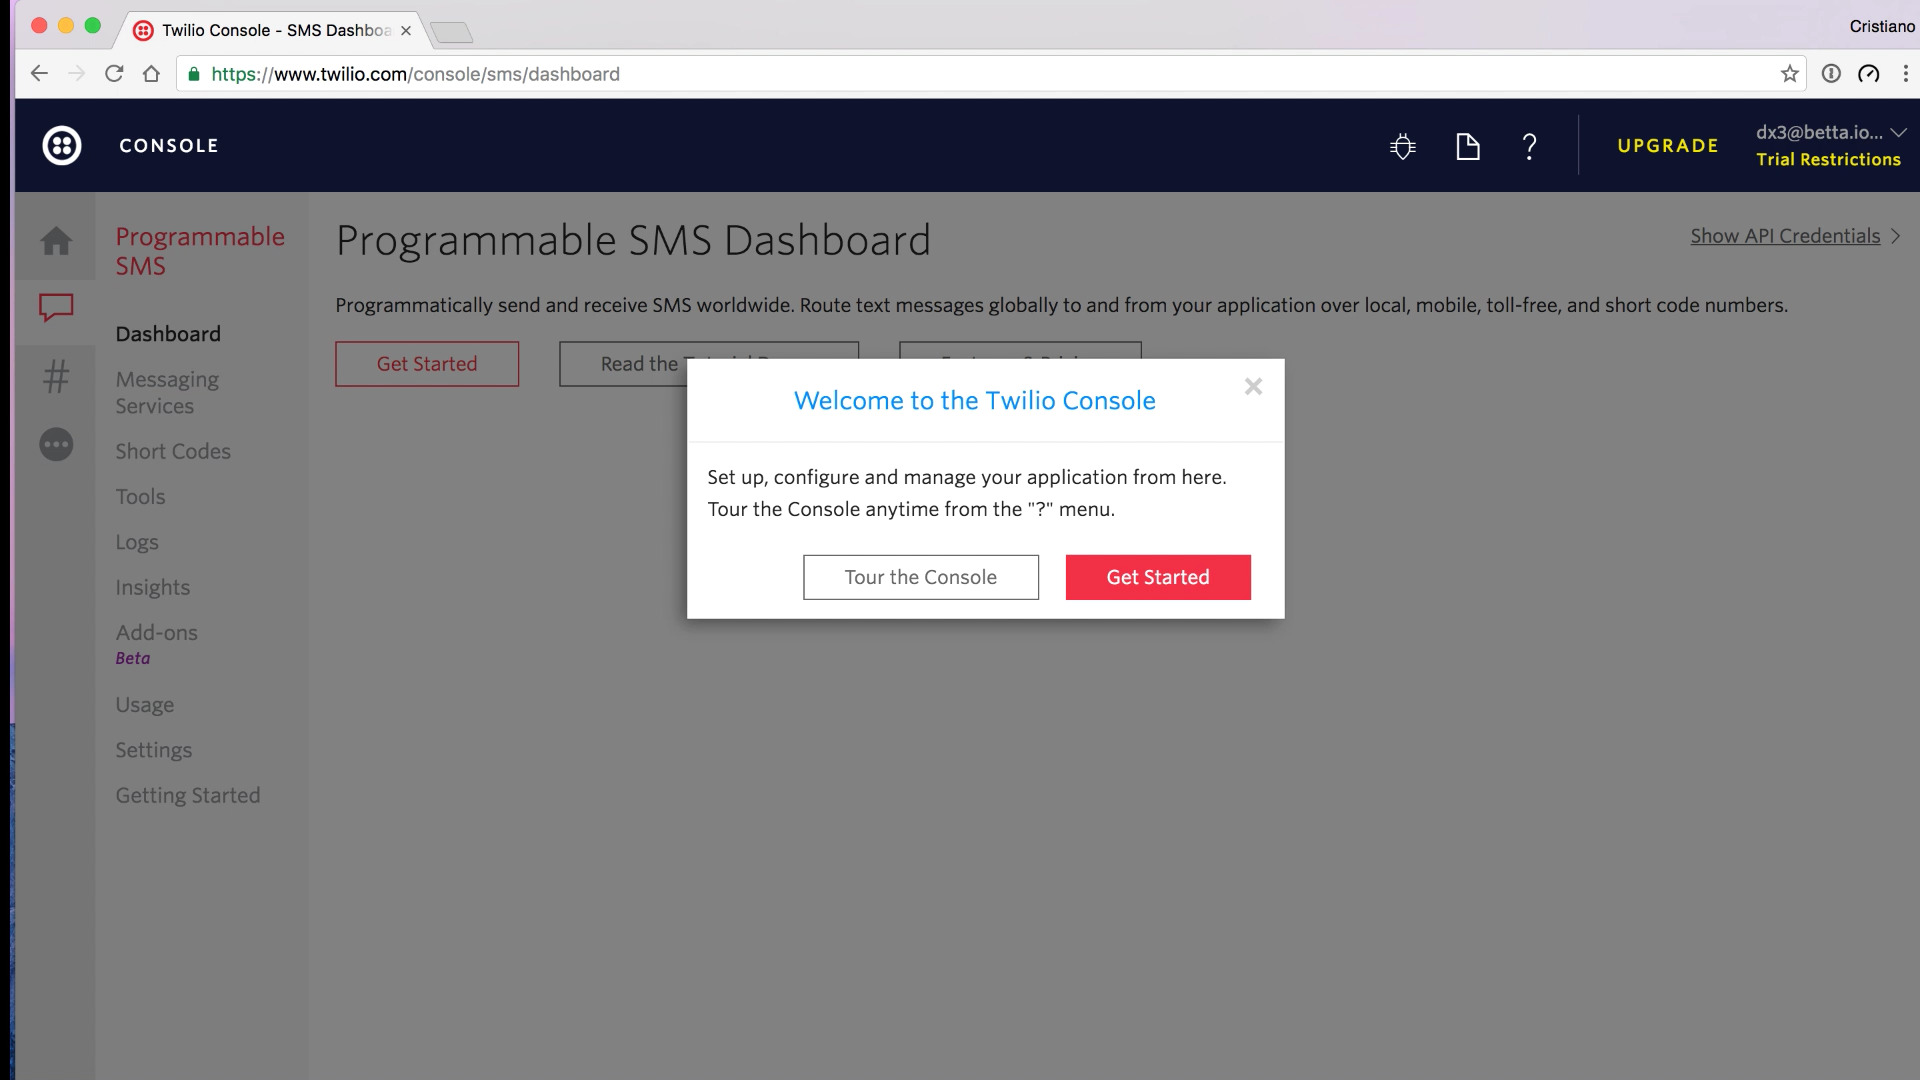 Twilio Console - SMS Dashboa
Cristiano
https://www.twilio.com/console/sms/dashboard
CONSOLE
?
UPGRADE
dx3@betta.io...
Trial Restrictions
Programmable
SMS
Dashboard
Messaging
Services
Short Codes
Tools
Logs
Insights
Add-ons
Beta
Usage
Settings
Getting Started
Programmable SMS Dashboard
Show API Credentials
Programmatically send and receive SMS worldwide. Route text messages globally to and from your application over local, mobile, toll-free, and short code numbers.
Get Started
Read the
Welcome to the Twilio Console
Set up, configure and manage your application from here.
Tour the Console anytime from the "?" menu.
Tour the Console
Get Started